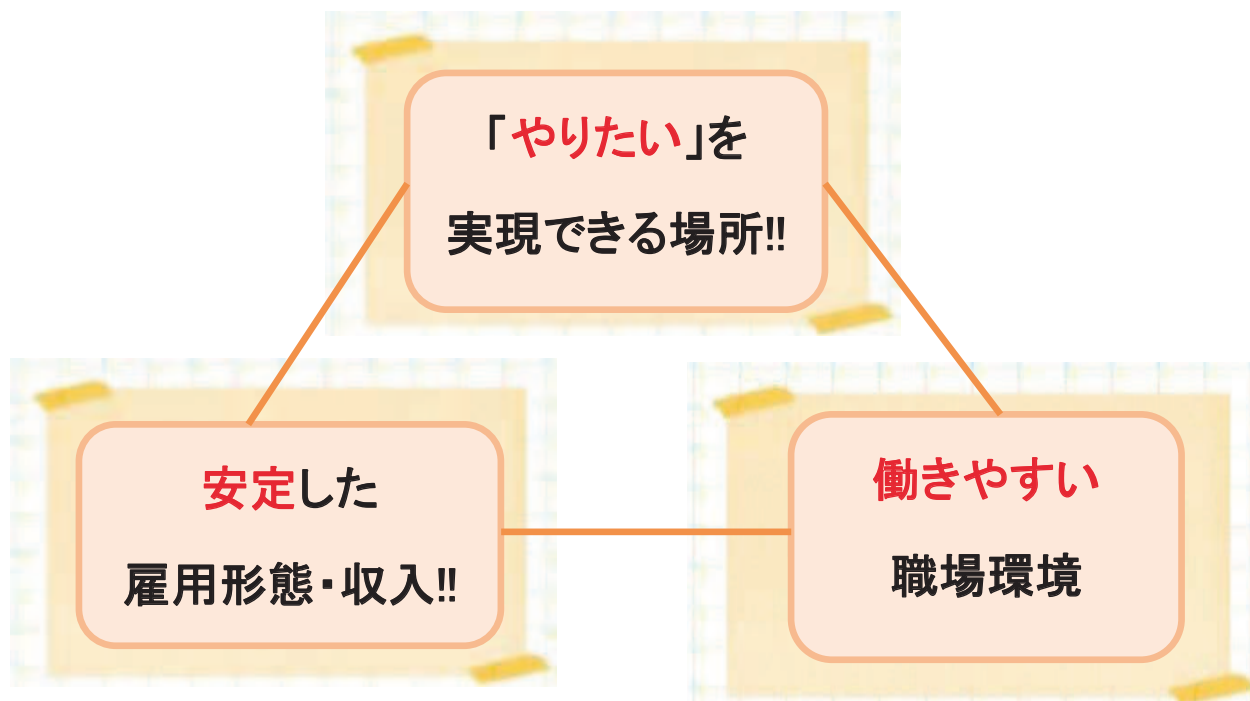 「やりたい」を
実現できる場所‼
安定した
雇用形態・収入‼
働きやすい
職場環境